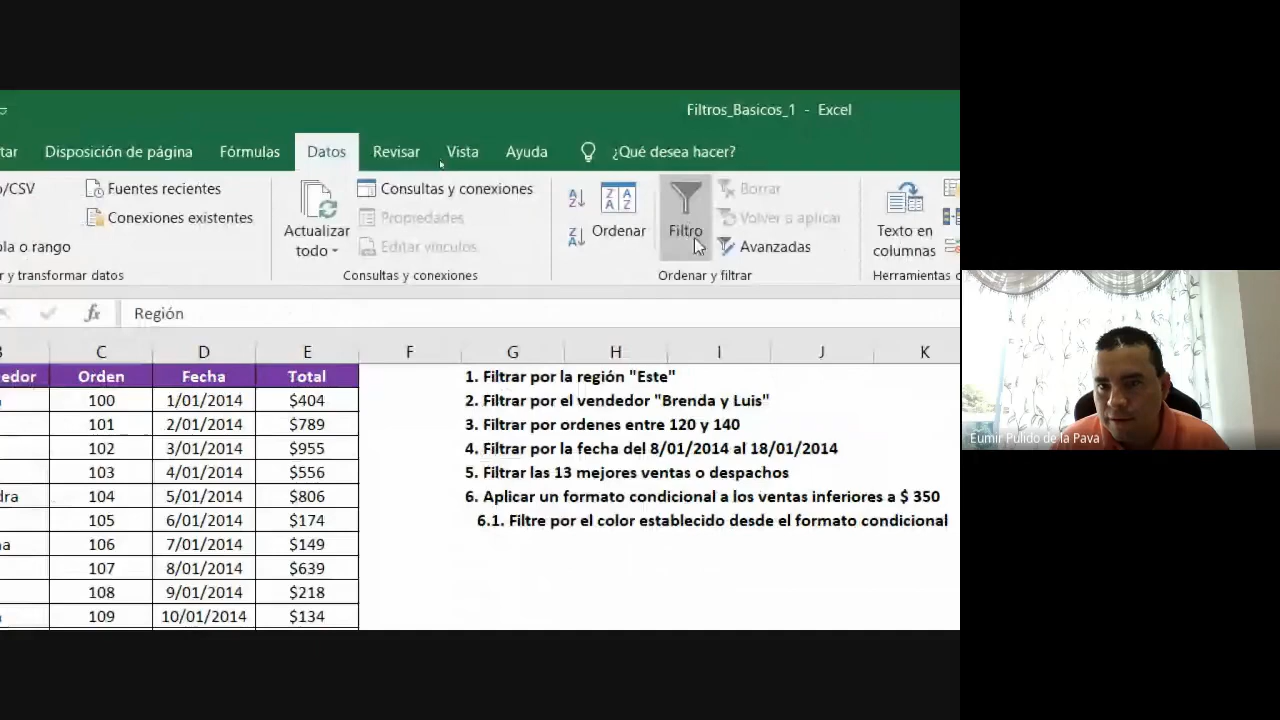 Filtros_Basicos_1 - Excel
tar Disposición de página Fórmulas Datos Revisar Vista Ayuda ¿Qué desea hacer?
o/CSV Fuentes recientes Actualizar todo Consultas y conexiones Ordenar Filtro Borrar Texto en columnas
Conexiones existentes Propiedades Volver a aplicar
ola o rango Editar vínculos Avanzadas
r y transformar datos Consultas y conexiones Ordenar y filtrar Herramientas
fx Región
C D E F G H I J K
edor Orden Fecha Total 1. Filtrar por la región "Este"
100 1/01/2014 $404 2. Filtrar por el vendedor "Brenda y Luis"
101 2/01/2014 $789 3. Filtrar por ordenes entre 120 y 140
102 3/01/2014 $955 4. Filtrar por la fecha del 8/01/2014 al 18/01/2014
103 4/01/2014 $556 5. Filtrar las 13 mejores ventas o despachos
dra 104 5/01/2014 $806 6. Aplicar un formato condicional a los ventas inferiores a $ 350
105 6/01/2014 $174 6.1. Filtre por el color establecido desde el formato condicional
na 106 7/01/2014 $149
107 8/01/2014 $639
108 9/01/2014 $218
109 10/01/2014 $134
Eumir Pulido de la Pava